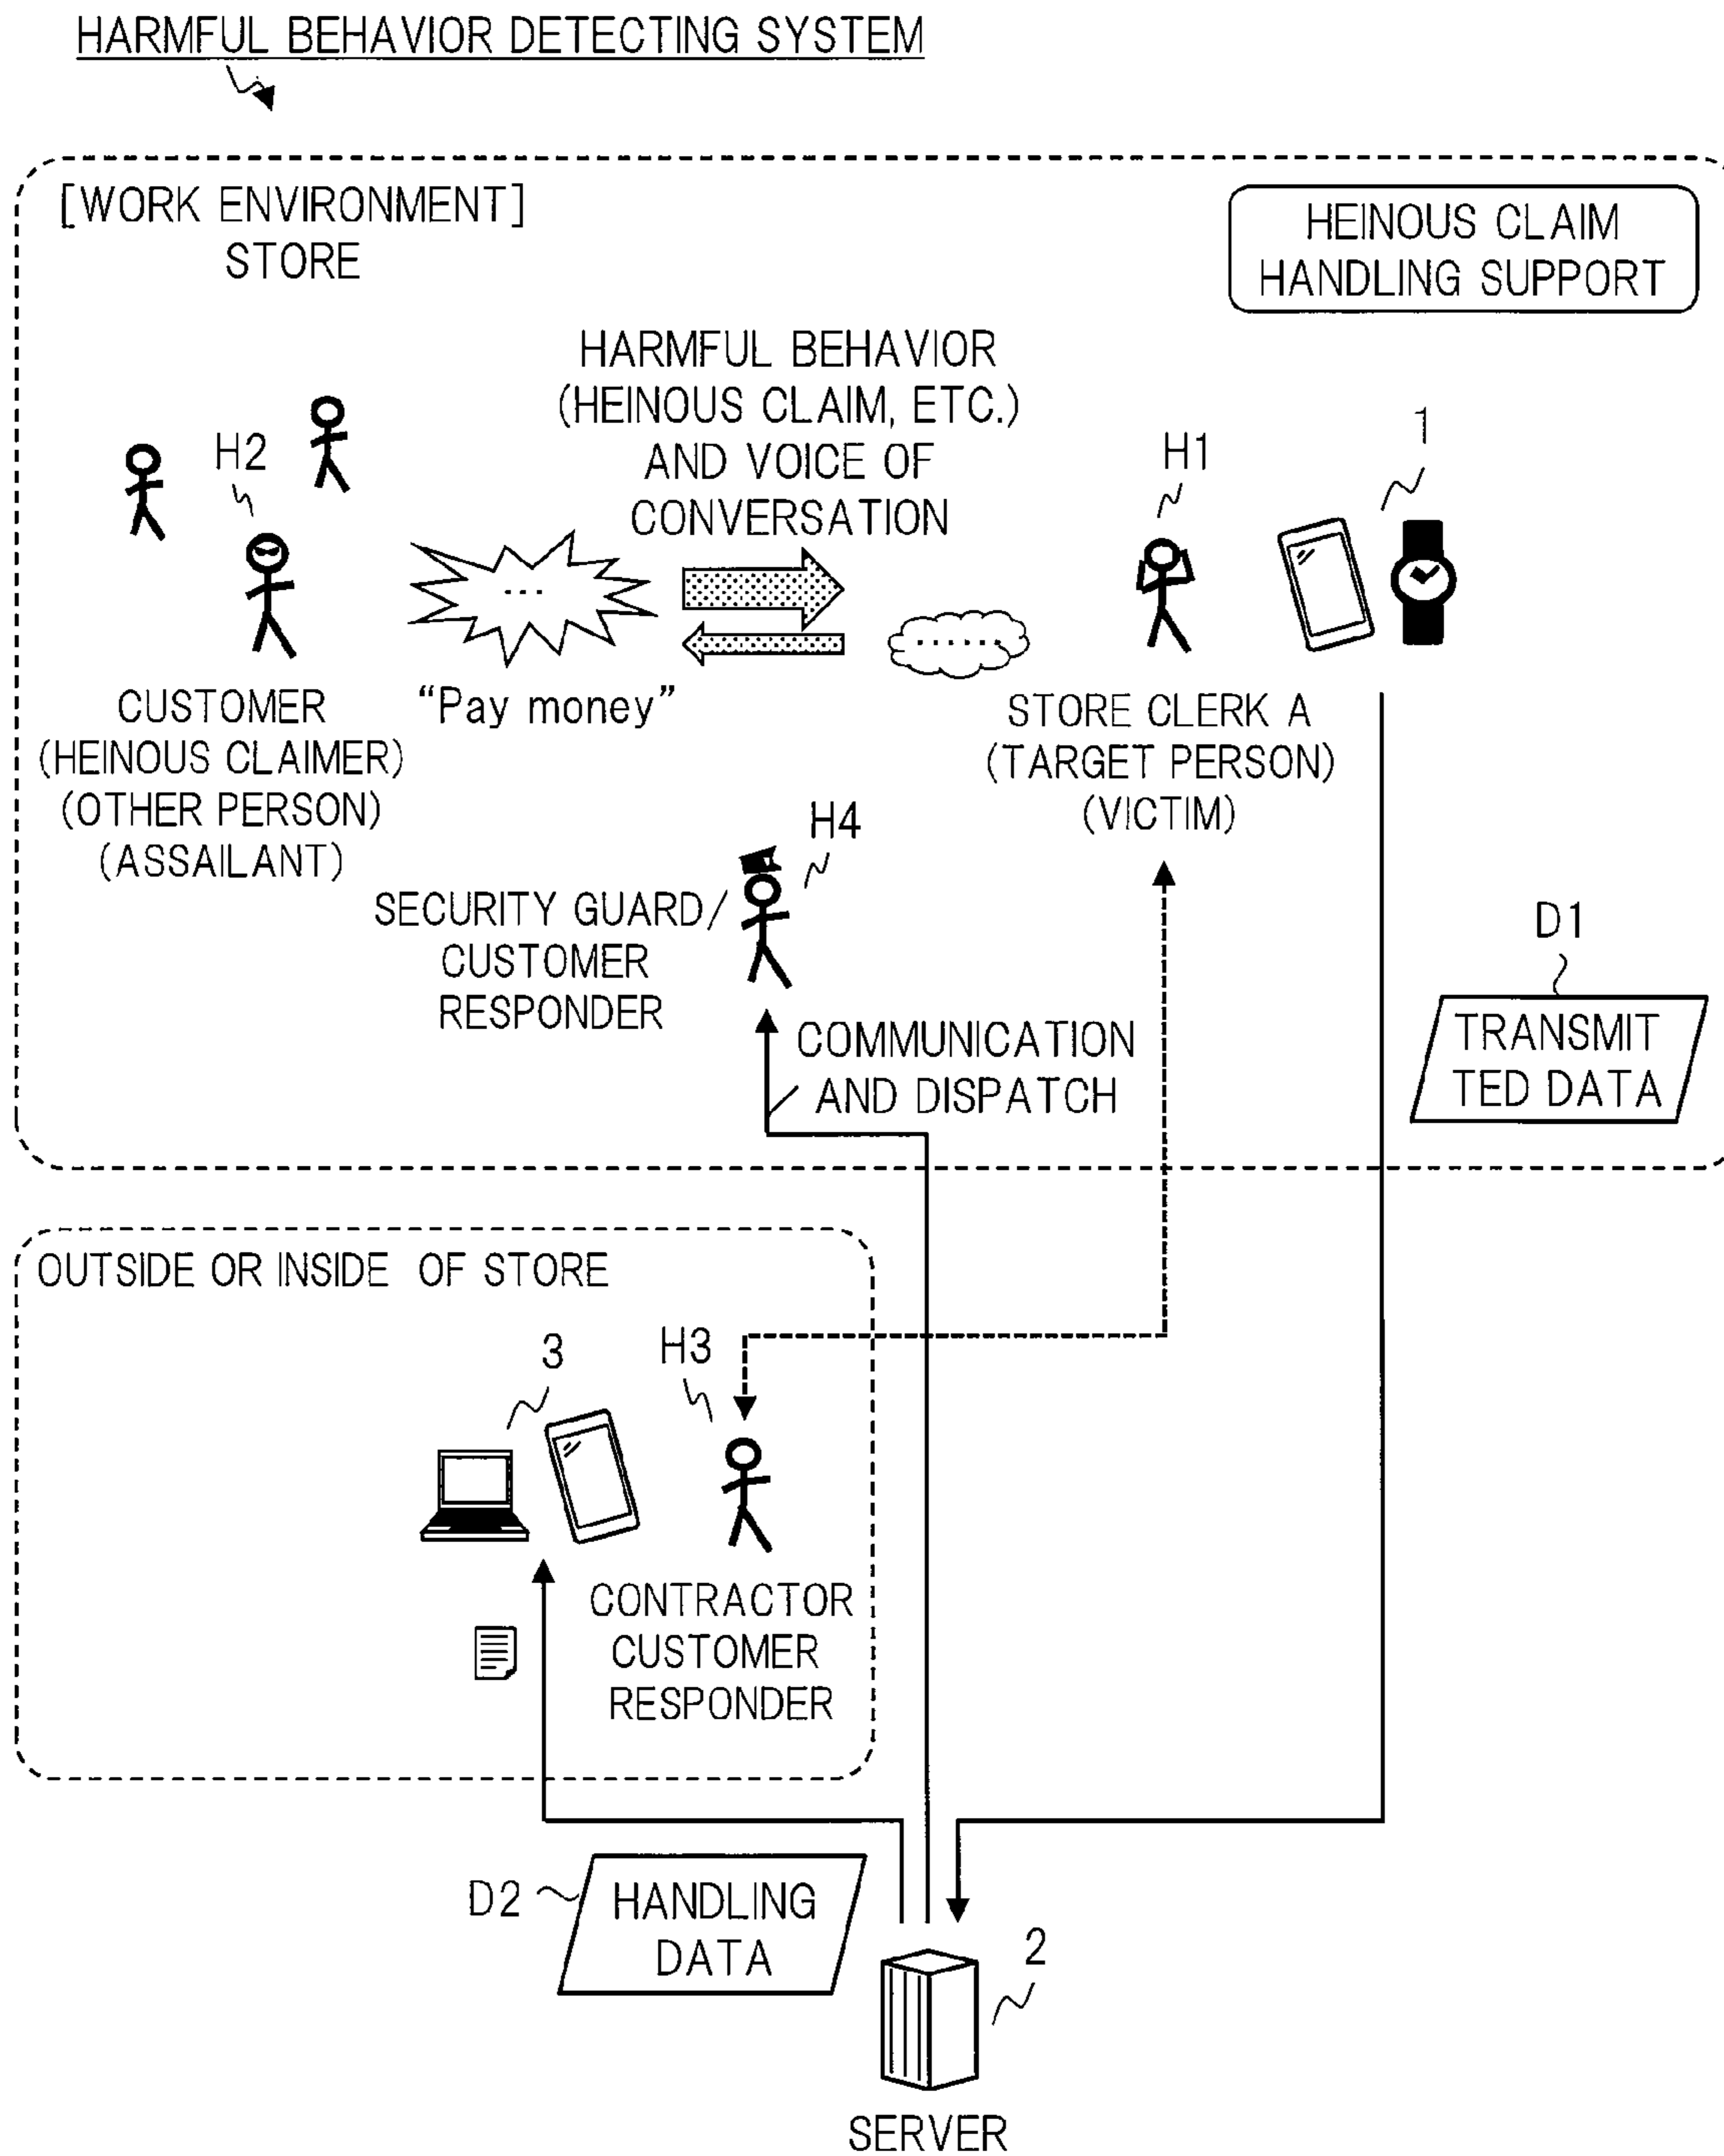 HARMFUL BEHAVIOR DETECTING SYSTEM
[WORK ENVIRONMENT]
STORE
HEINOUS CLAIM
HANDLING SUPPORT
HARMFUL BEHAVIOR
(HEINOUS CLAIM, ETC.)
AND VOICE OF
CONVERSATION
H2
H1
1
...
.......
"Pay money"
CUSTOMER
(HEINOUS CLAIMER)
(OTHER PERSON)
(ASSAILANT)
STORE CLERK A
(TARGET PERSON)
(VICTIM)
H4
SECURITY GUARD/
CUSTOMER
RESPONDER
D1
TRANSMIT
TED DATA
COMMUNICATION
AND DISPATCH
OUTSIDE OR INSIDE OF STORE
3
H3
CONTRACTOR
CUSTOMER
RESPONDER
D2
HANDLING
DATA
2
SERVER